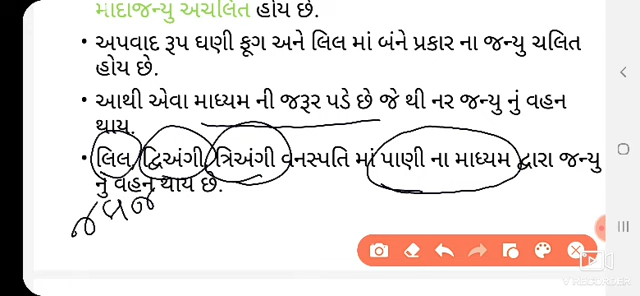 માદાજન્યુ અચલિત હોય છે.
• અપવાદ રૂપ ઘણી ફૂગ અને લિલ માં બંને પ્રકાર ના જન્યુ ચલિત
હોય છે.
• આથી એવા માધ્યમ ની જરૂર પડે છે જે થી નર જન્યુ નું વહન
થાય.
• લિલ, દ્વિઅંગી, ત્રિઅંગી વનસ્પતિ માં પાણી ના માધ્યમ દ્વારા જન્યુ
નું વહન થાય છે.
RECORDER